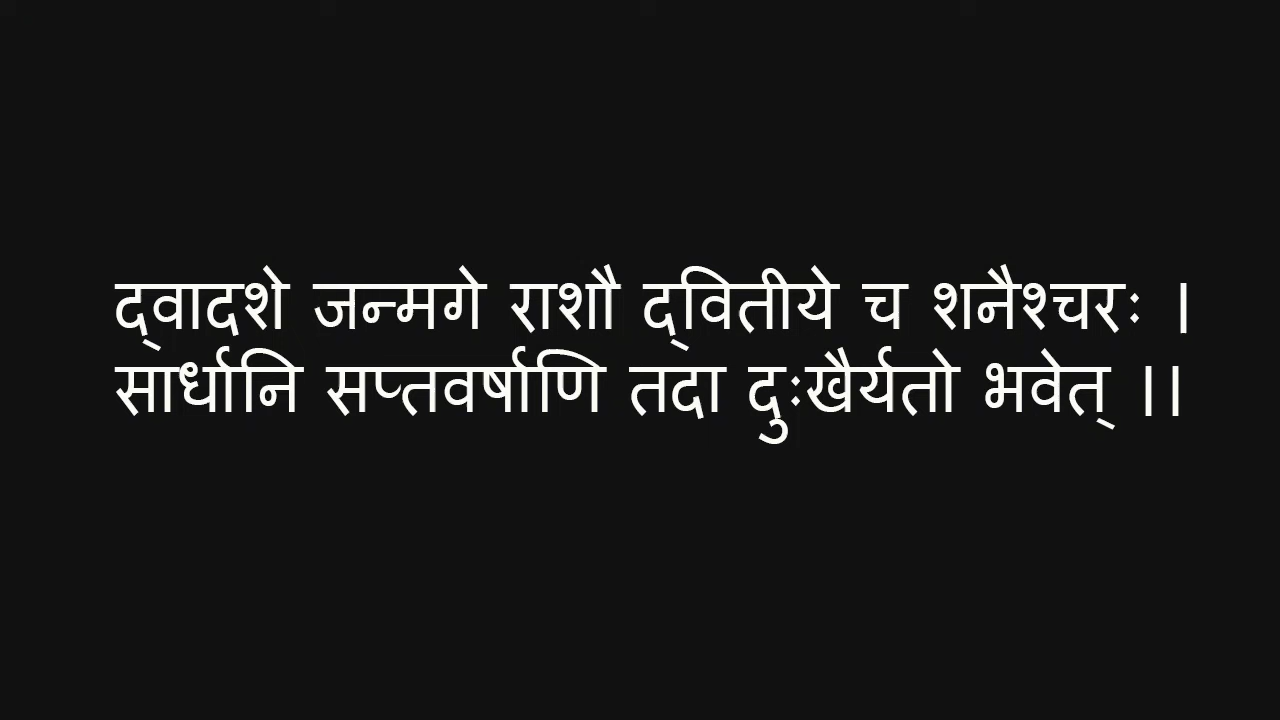 द्‌वादशे जन्मगे राशौ द्‌वितीये च शनैश्चरः ।
सार्धानि सप्तवर्षाणि तदा दुःखैर्यतो भवेत् ।।